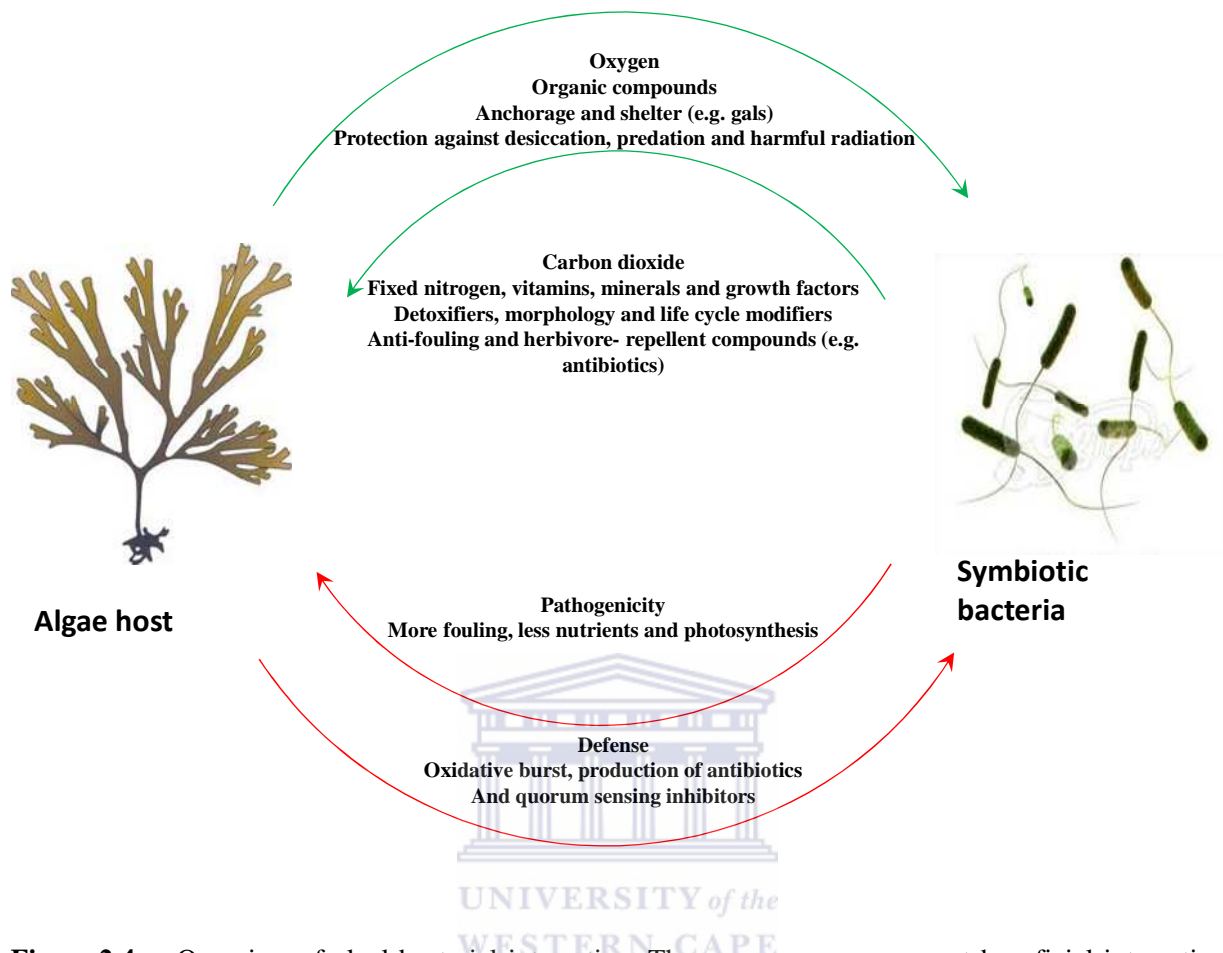 Oxygen
Organic compounds
Anchorage and shelter (e.g. gals)
Protection against desiccation, predation and harmful radiation
Carbon dioxide
Fixed nitrogen, vitamins, minerals and growth factors
Detoxifiers, morphology and life cycle modifiers
Anti-fouling and herbivore- repellent compounds (e.g.
antibiotics)
Algae host
Symbiotic
bacteria
Pathogenicity
More fouling, less nutrients and photosynthesis
Defense
Oxidative burst, production of antibiotics
And quorum sensing inhibitors
UNIVERSITY of the
WESTERN CAPE